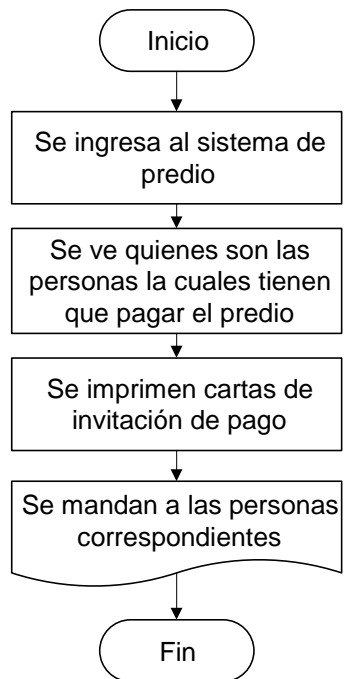 Inicio
Se ingresa al sistema de
predio
Se ve quienes son las
personas la cuales tienen
que pagar el predio
Se imprimen cartas de
invitación de pago
Se mandan a las personas
correspondientes
Fin